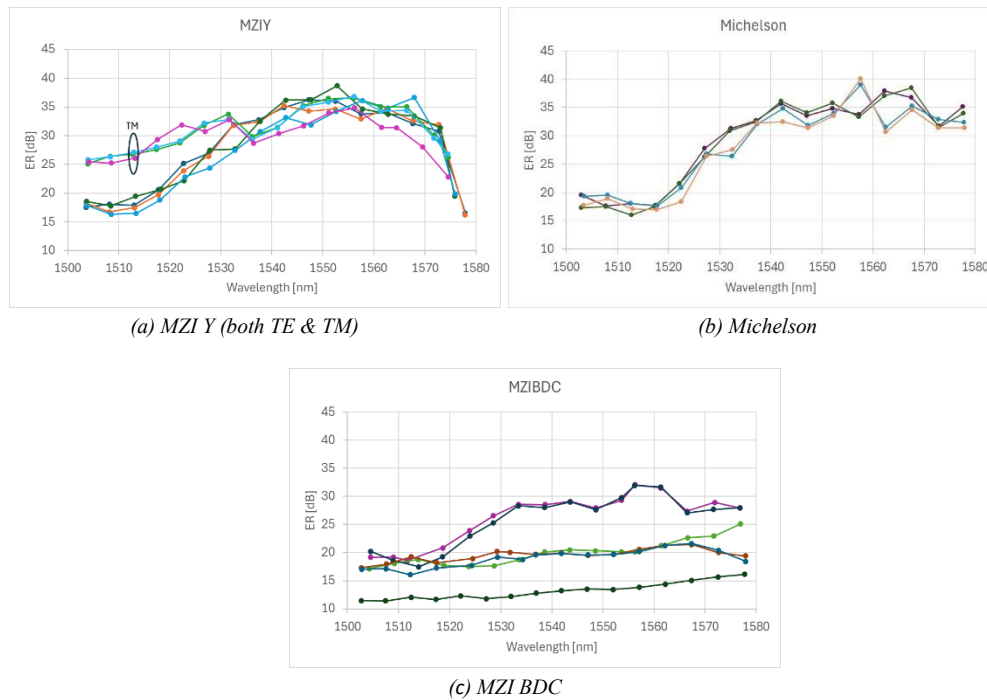 MZIY
45
40
35
30
25
20
15
10
ER [dB]
TM
1500 1510 1520 1530 1540 1550 1560 1570 1580
Wavelength [nm]
(a) MZI Y (both TE & TM)
Michelson
45
40
35
30
25
20
15
10
ER [dB]
1500 1510 1520 1530 1540 1550 1560 1570 1580
Wavelength [nm]
(b) Michelson
MZIBDC
45
40
35
30
25
20
15
10
ER [dB]
1500 1510 1520 1530 1540 1550 1560 1570 1580
Wavelength [nm]
(c) MZI BDC